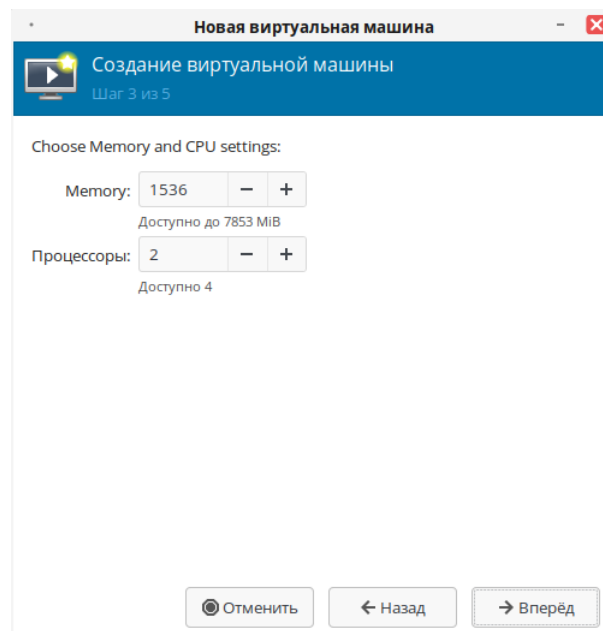 Новая виртуальная машина
Создание виртуальной машины
Шаг 3 из 5
Choose Memory and CPU settings:
Memory: 1536 − +
Доступно до 7853 MiB
Процессоры: 2 − +
Доступно 4
Отменить Назад Вперёд